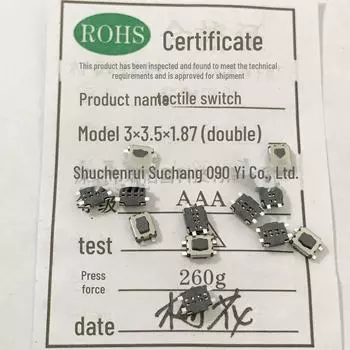 ROHS
Certificate
This product has been inspected and found to meet the technical
requirements and is approved for shipment
Product name tactile switch
Model 3×3.5×1.87 (double)
Shuchenrui Suchang 090 Yi Co., Ltd.
AAA
test
Press
force
260g
date